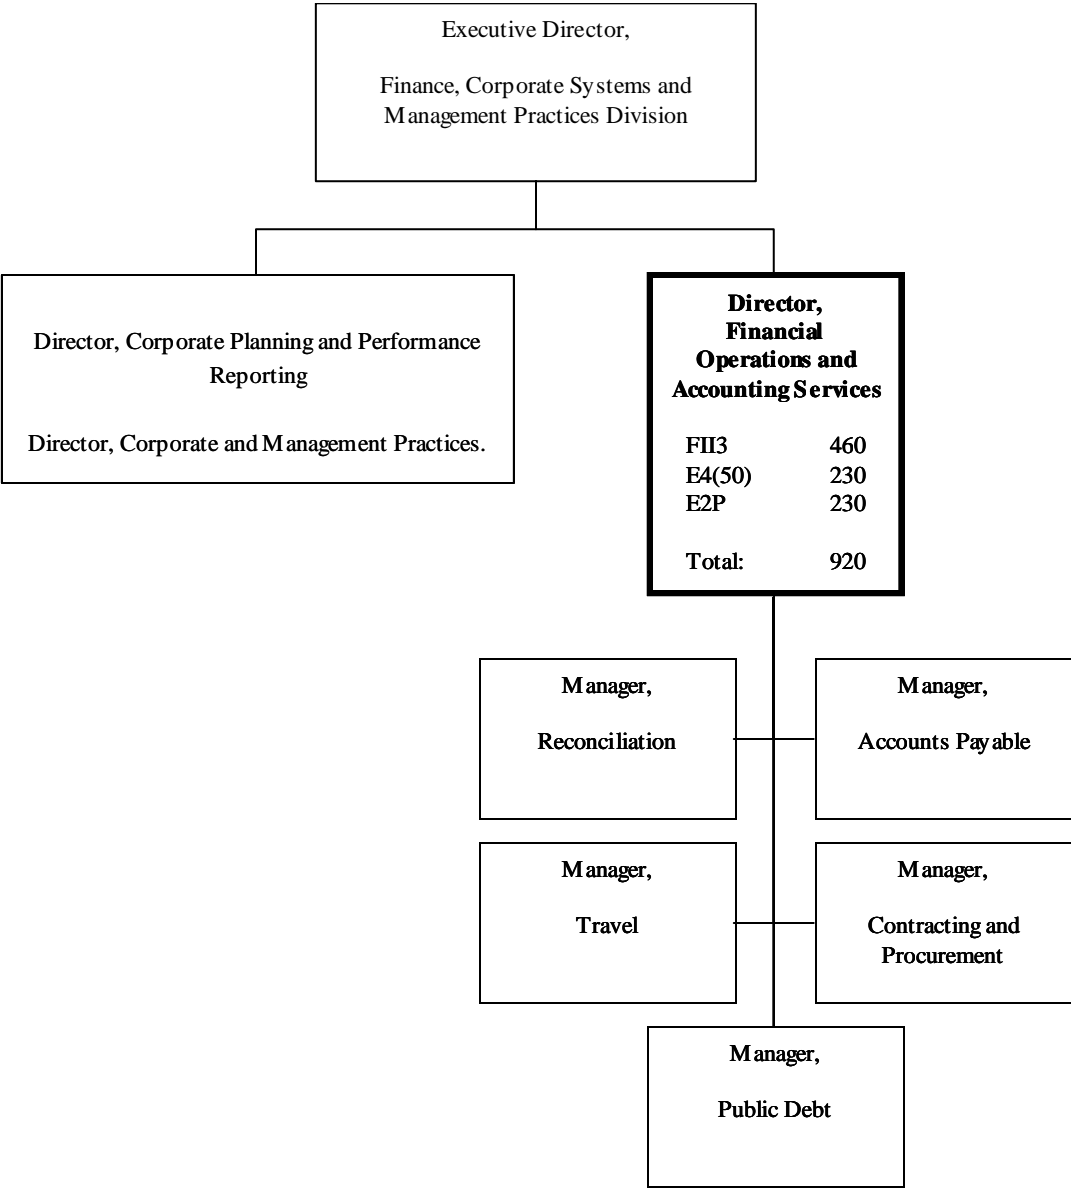 Executive Director,
Finance, Corporate Systems and
Management Practices Division
Director, Corporate Planning and Performance
Reporting
Director, Corporate and Management Practices.
Director,
Financial
Operations and
Accounting Services
FII3 460
E4(50) 230
E2P 230
Total: 920
Manager,
Reconciliation
Manager,
Accounts Payable
Manager,
Travel
Manager,
Contracting and
Procurement
Manager,
Public Debt